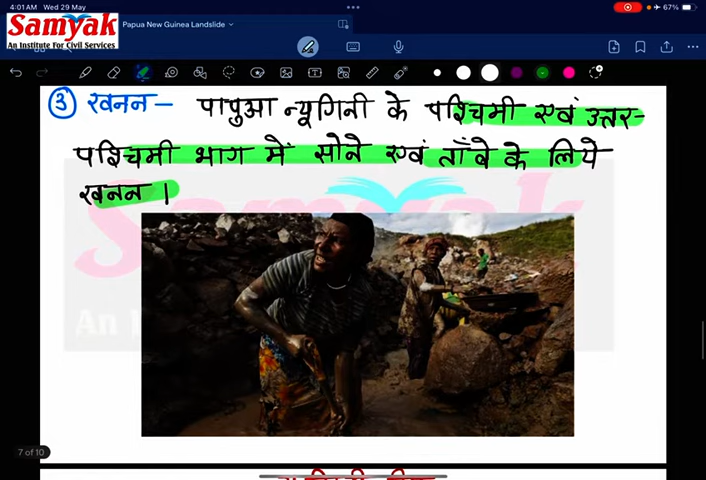 4:01 AM Wed 29 May
67%
Samyak
An Institute For Civil Services
Papua New Guinea Landslide
③ खनन – पापुआ न्यूगिनी के पश्चिमी एवं उत्तर-
पश्चिमी भाग में सोने एवं ताँबे के लिये
खनन ।
7 of 10